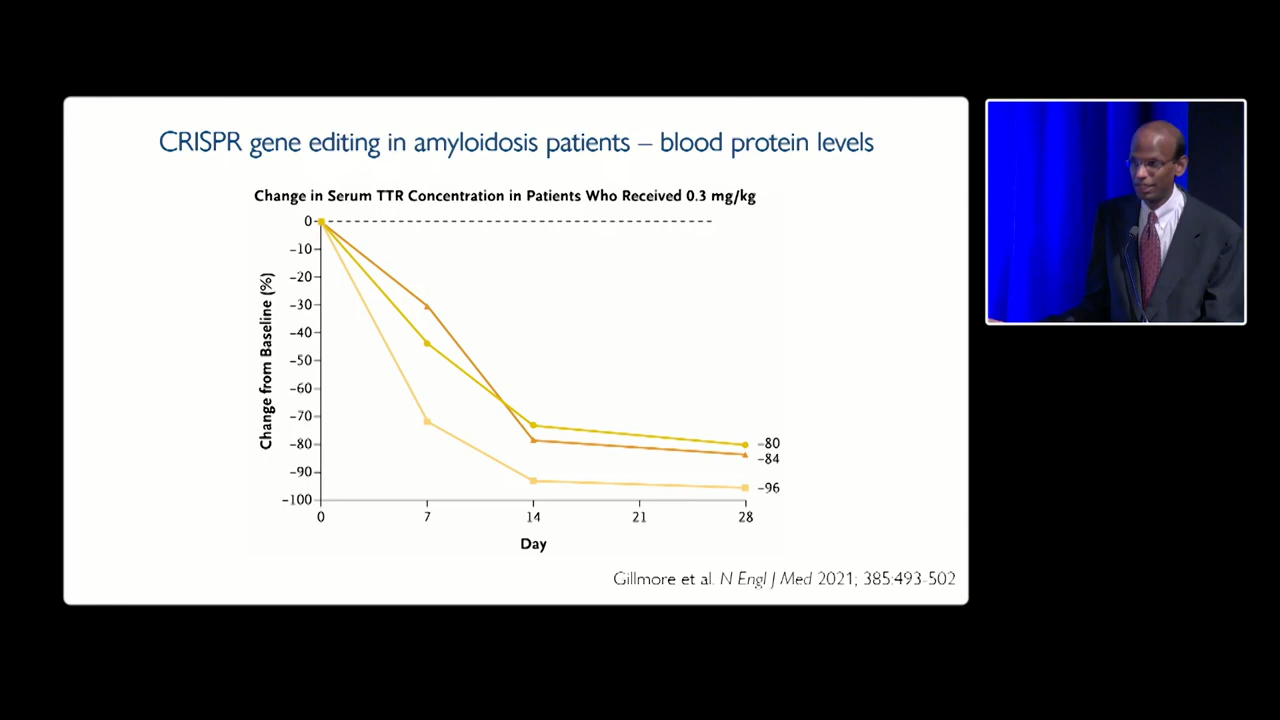 CRISPR gene editing in amyloidosis patients – blood protein levels
Change in Serum TTR Concentration in Patients Who Received 0.3 mg/kg
Change from Baseline (%)
0
–10
–20
–30
–40
–50
–60
–70
–80
–90
–100
–80
–84
–96
0 7 14 21 28
Day
Gillmore et al. N Engl J Med 2021; 385:493-502